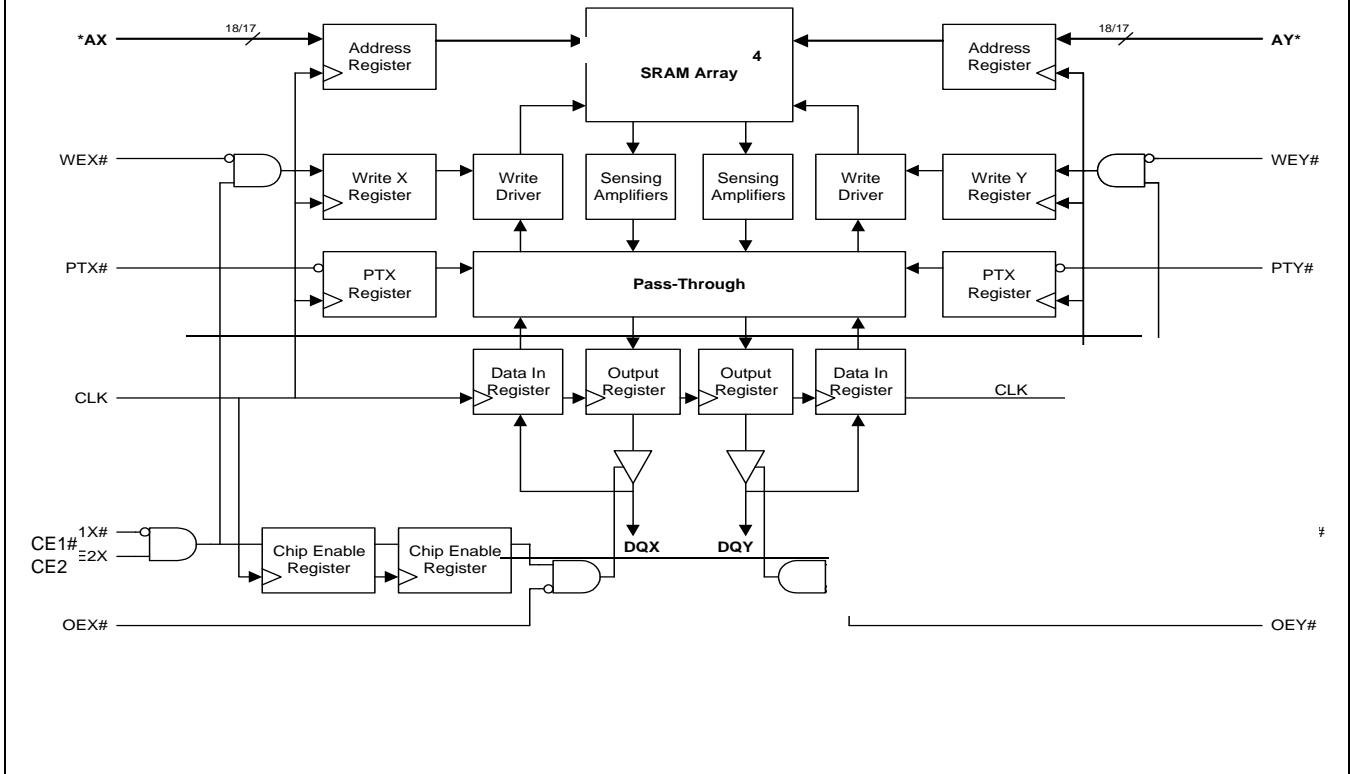 *AX
18/17
Address
Register
4
SRAM Array
Address
Register
18/17
AY*
WEX#
Write X
Register
Write
Driver
Sensing
Amplifiers
Sensing
Amplifiers
Write
Driver
Write Y
Register
WEY#
PTX#
PTX
Register
Pass-Through
PTX
Register
PTY#
CLK
Data In
Register
Output
Register
Output
Register
Data In
Register
CLK
1X#
CE1#
E2X
CE2
Chip Enable
Register
Chip Enable
Register
DQX
DQY
#
OEX#
OEY#